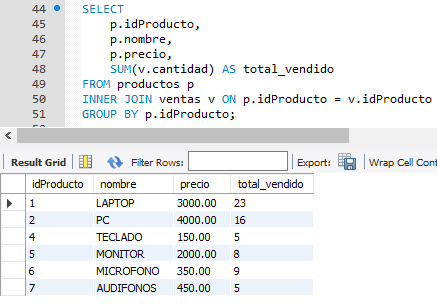 44 SELECT
45 p.idProducto,
46 p.nombre,
47 p.precio,
48 SUM(v.cantidad) AS total_vendido
49 FROM productos p
50 INNER JOIN ventas v ON p.idProducto = v.idProducto
51 GROUP BY p.idProducto;
Result Grid Filter Rows: Export: Wrap Cell Cont
idProducto nombre precio total_vendido
1 LAPTOP 3000.00 23
2 PC 4000.00 16
4 TECLADO 150.00 5
5 MONITOR 2000.00 8
6 MICROFONO 350.00 9
7 AUDIFONOS 450.00 5